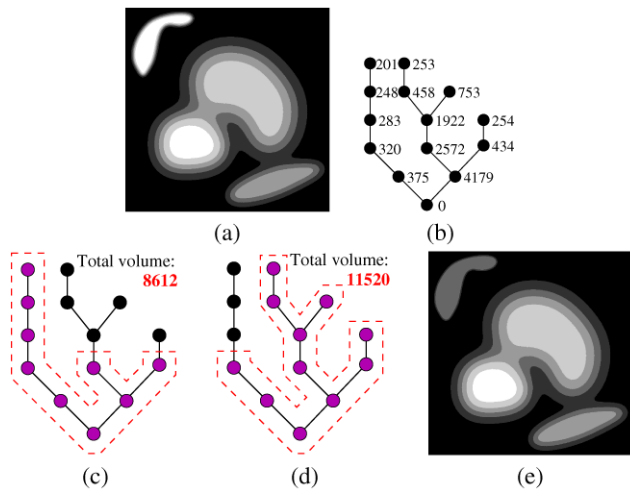 201 253
248 458 753
283 1922 254
320 2572 434
375 4179
0
(a) (b)
Total volume: Total volume:
8612 11520
(c) (d) (e)